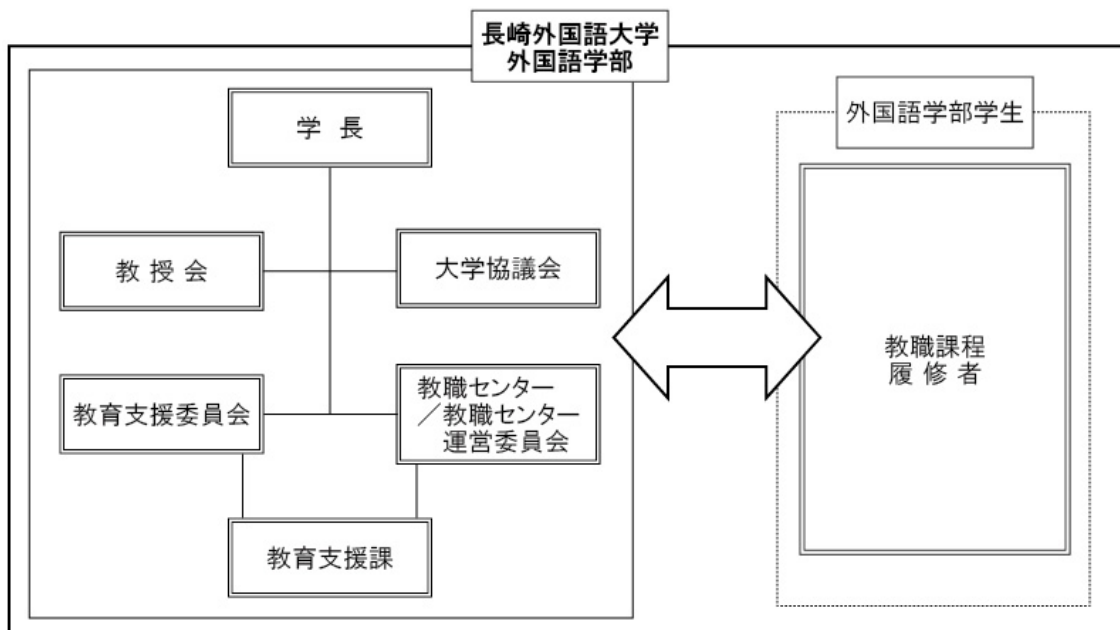 長崎外国語大学
外国語学部
学 長
教 授 会
大学協議会
教育支援委員会
教職センター
／教職センター
運営委員会
教育支援課
外国語学部学生
教職課程
履 修 者